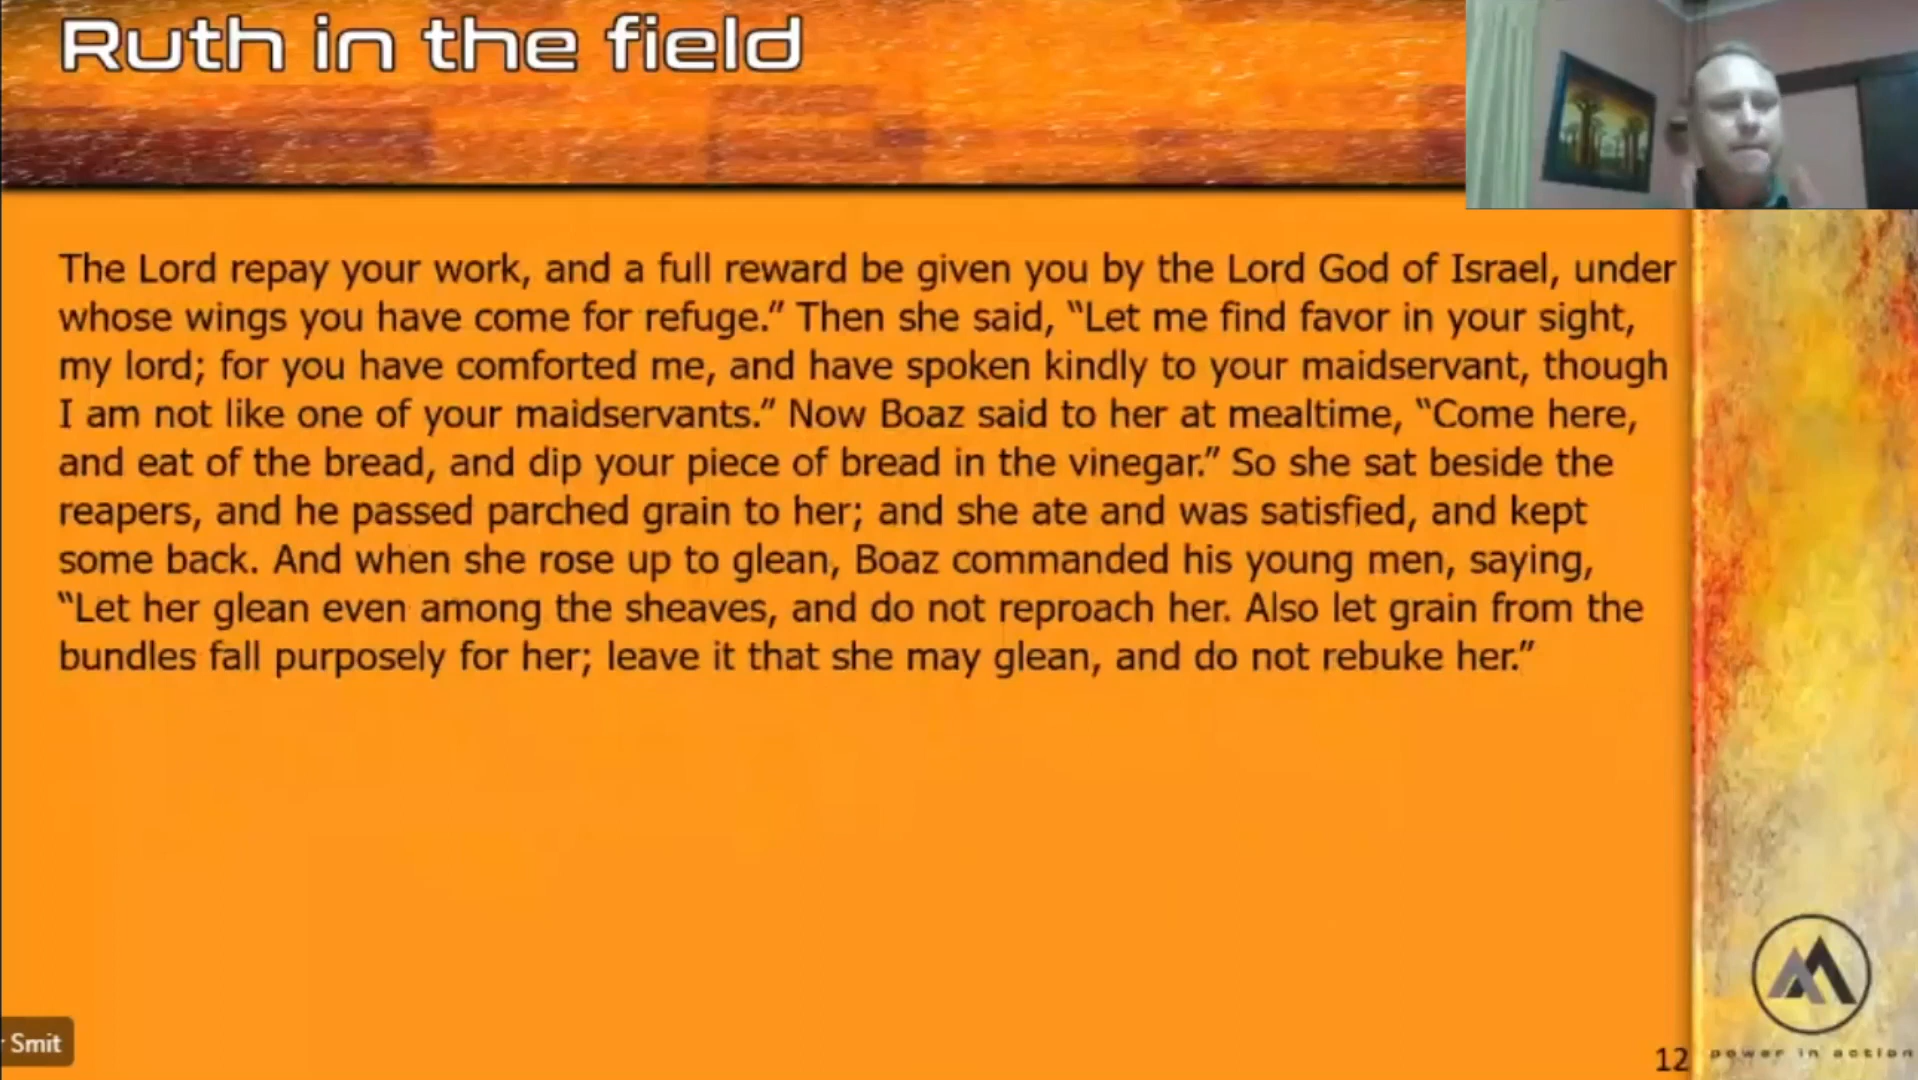 Ruth in the field
The Lord repay your work, and a full reward be given you by the Lord God of Israel, under
whose wings you have come for refuge.” Then she said, “Let me find favor in your sight,
my lord; for you have comforted me, and have spoken kindly to your maidservant, though
I am not like one of your maidservants.” Now Boaz said to her at mealtime, “Come here,
and eat of the bread, and dip your piece of bread in the vinegar.” So she sat beside the
reapers, and he passed parched grain to her; and she ate and was satisfied, and kept
some back. And when she rose up to glean, Boaz commanded his young men, saying,
“Let her glean even among the sheaves, and do not reproach her. Also let grain from the
bundles fall purposely for her; leave it that she may glean, and do not rebuke her.”
Smit
12
power in action